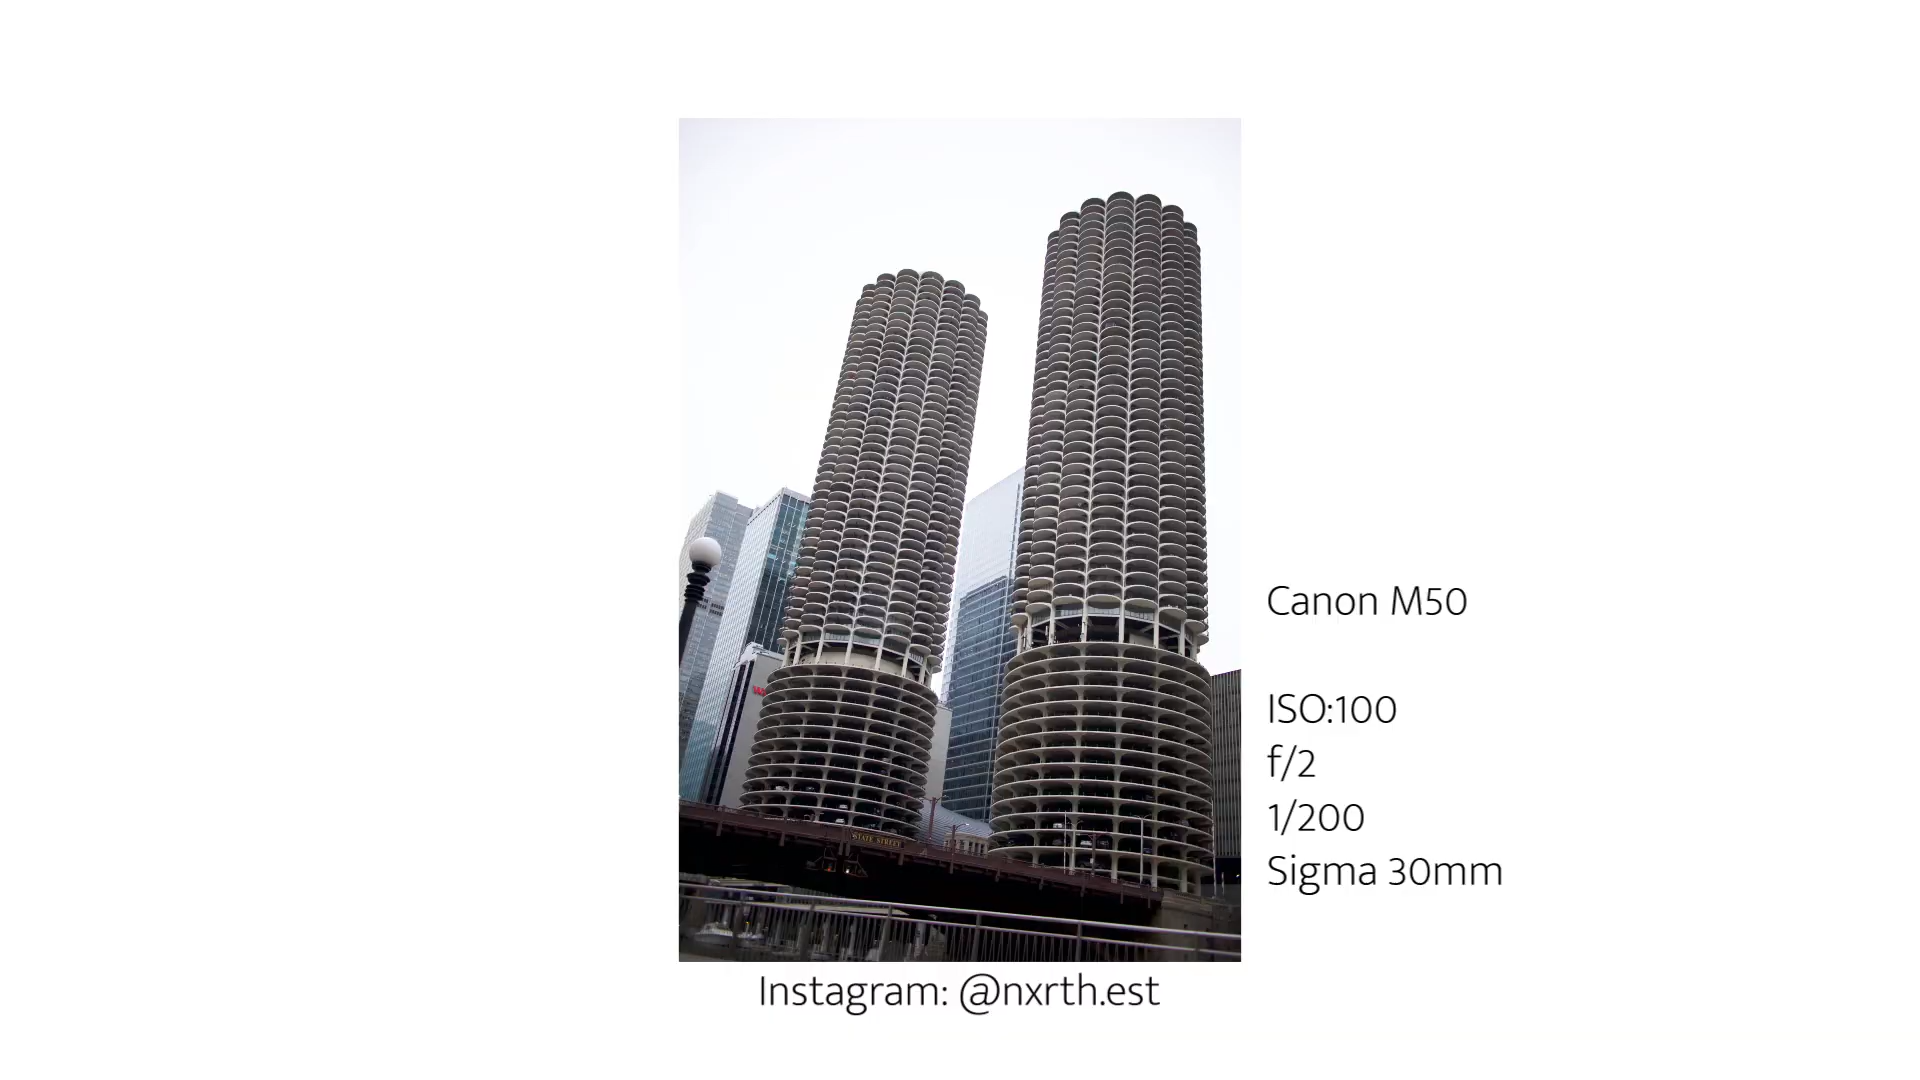 STATE STREET
Canon M50
ISO:100
f/2
1/200
Sigma 30mm
Instagram: @nxrth.est